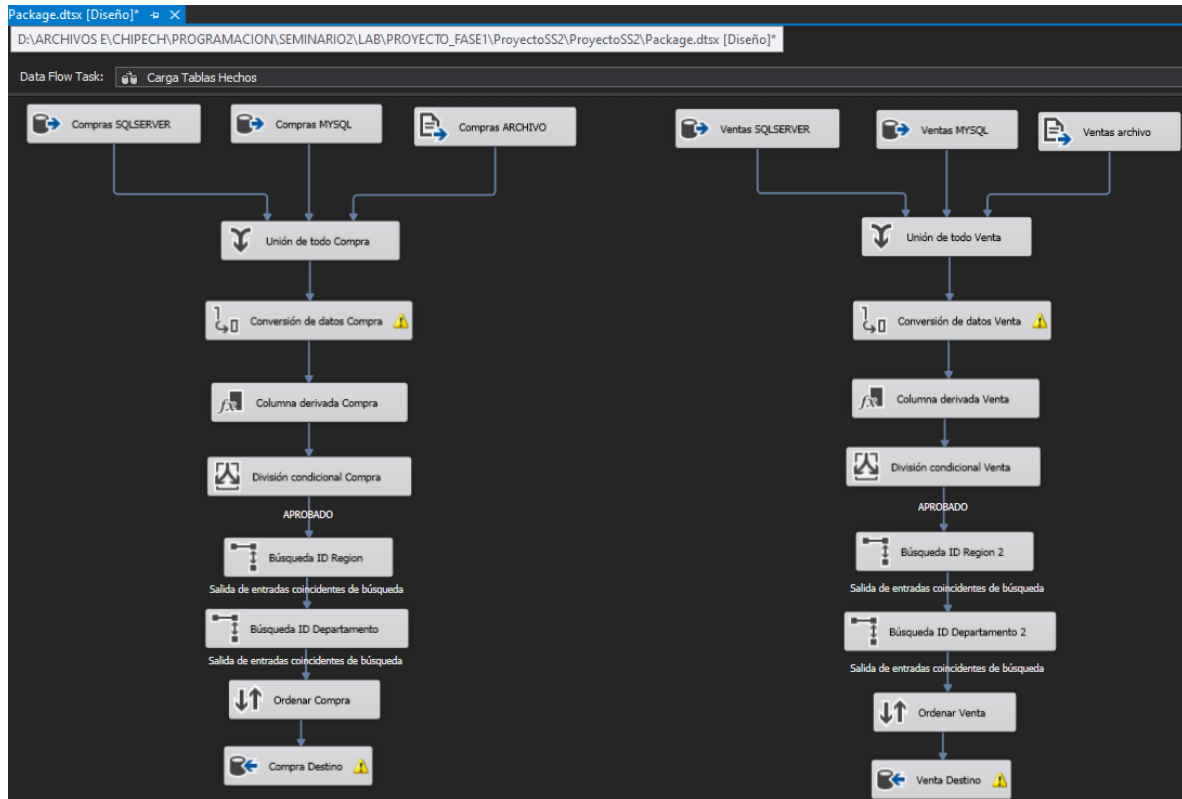 Package.dtsx [Diseño]*
D:\ARCHIVOS E\CHIPECH\PROGRAMACION\SEMINARIO2\LAB\PROYECTO_FASE1\ProyectoSS2\ProyectoSS2\Package.dtsx [Diseño]*
Data Flow Task: Carga Tablas Hechos
Compras SQLSERVER
Compras MYSQL
Compras ARCHIVO
Unión de todo Compra
Conversión de datos Compra
Columna derivada Compra
División condicional Compra
APROBADO
Búsqueda ID Region
Salida de entradas coincidentes de búsqueda
Búsqueda ID Departamento
Salida de entradas coincidentes de búsqueda
Ordenar Compra
Compra Destino
Ventas SQLSERVER
Ventas MYSQL
Ventas archivo
Unión de todo Venta
Conversión de datos Venta
Columna derivada Venta
División condicional Venta
APROBADO
Búsqueda ID Region 2
Salida de entradas coincidentes de búsqueda
Búsqueda ID Departamento 2
Salida de entradas coincidentes de búsqueda
Ordenar Venta
Venta Destino